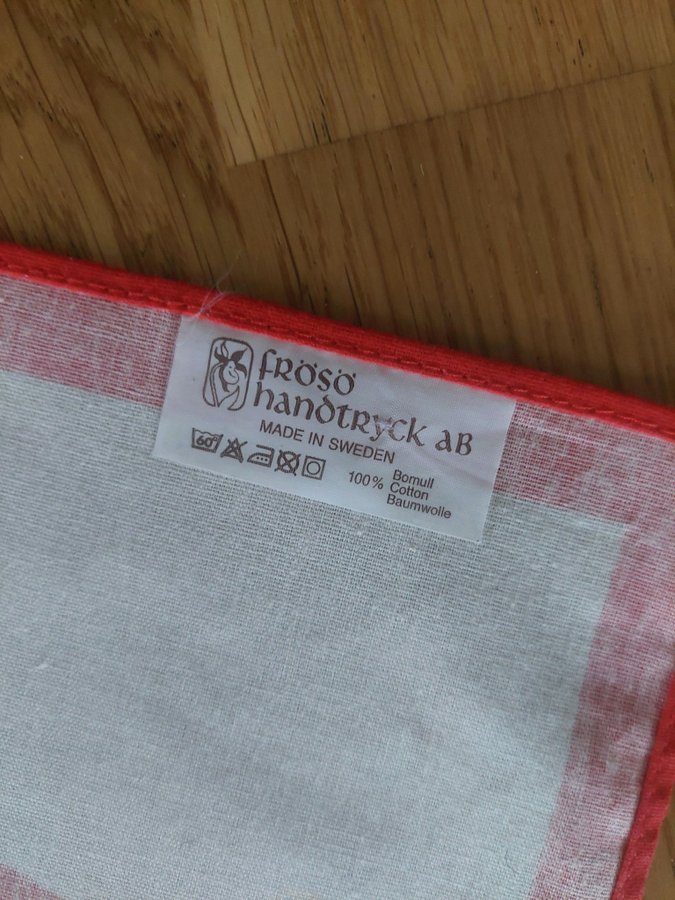 fRösö
handtRyck aB
MADE IN SWEDEN
60°
100% Bomull
Cotton
Baumwolle